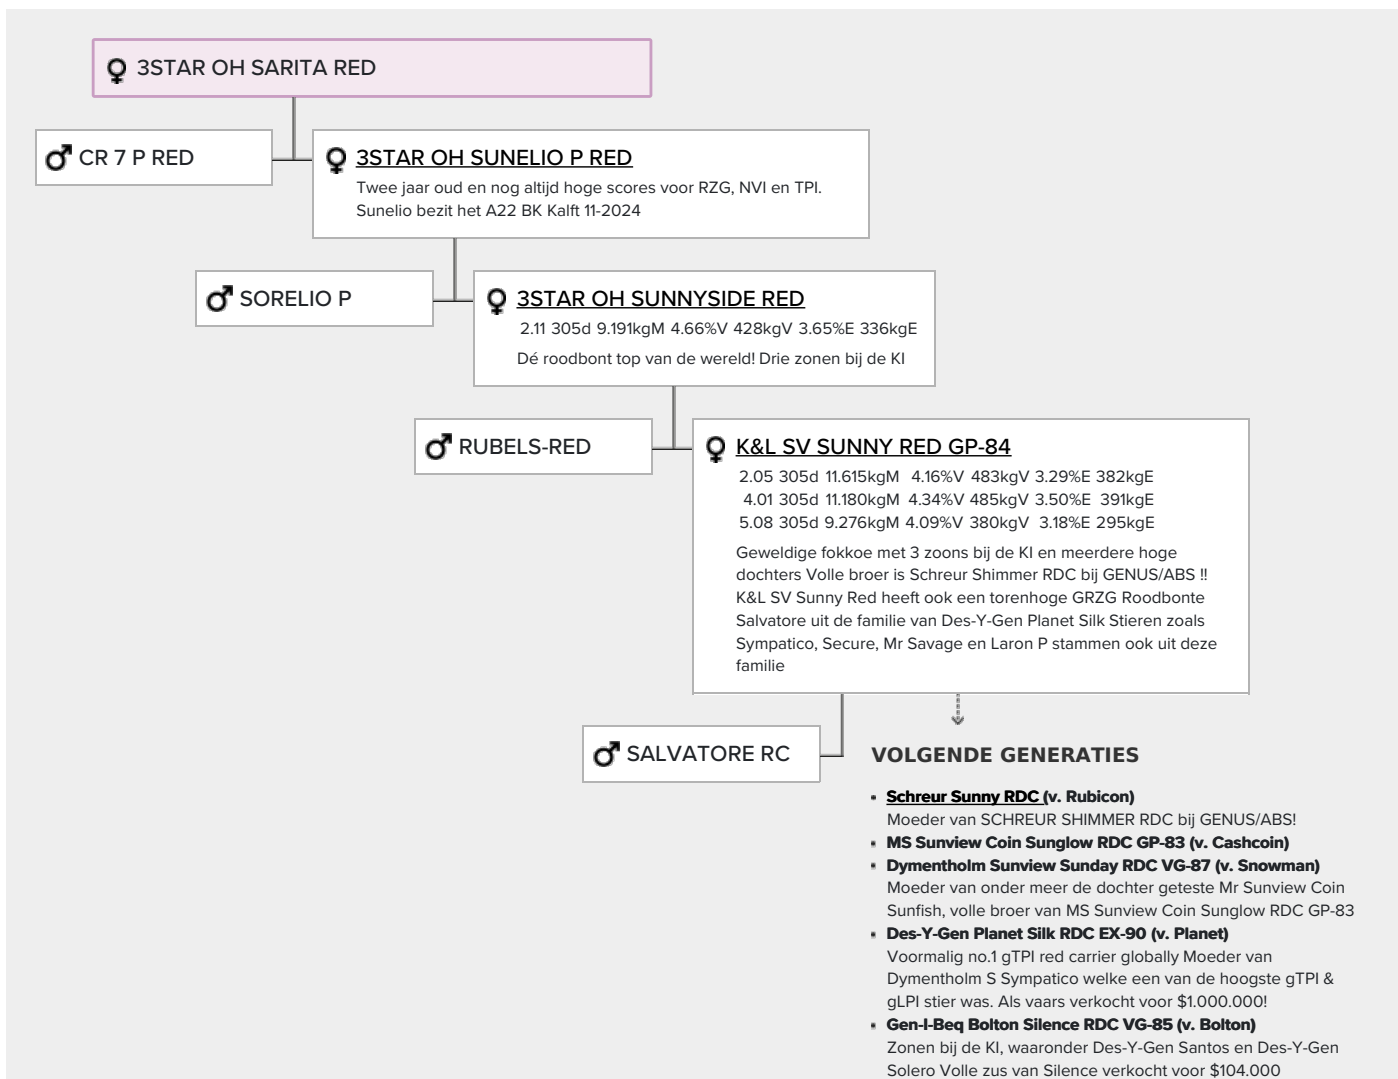 3STAR OH SARITA RED
CR 7 P RED
3STAR OH SUNELIO P RED
Twee jaar oud en nog altijd hoge scores voor RZG, NVI en TPI.
Sunelio bezit het A22 BK Kalft 11-2024
SORELIO P
3STAR OH SUNNYSIDE RED
2.11 305d 9.191kgM 4.66%V 428kgV 3.65%E 336kgE
Dé roodbont top van de wereld! Drie zonen bij de KI
RUBELS-RED
K&L SV SUNNY RED GP-84
2.05 305d 11.615kgM 4.16%V 483kgV 3.29%E 382kgE
4.01 305d 11.180kgM 4.34%V 485kgV 3.50%E 391kgE
5.08 305d 9.276kgM 4.09%V 380kgV 3.18%E 295kgE
Geweldige fokkoe met 3 zoons bij de KI en meerdere hoge
dochters Volle broer is Schreur Shimmer RDC bij GENUS/ABS !!
K&L SV Sunny Red heeft ook een torenhoge GRZG Roodbonte
Salvatore uit de familie van Des-Y-Gen Planet Silk Stieren zoals
Sympatico, Secure, Mr Savage en Laron P stammen ook uit deze
familie
SALVATORE RC
VOLGENDE GENERATIES
Schreur Sunny RDC (v. Rubicon)
Moeder van SCHREUR SHIMMER RDC bij GENUS/ABS!
MS Sunview Coin Sunglow RDC GP-83 (v. Cashcoin)
Dymentholm Sunview Sunday RDC VG-87 (v. Snowman)
Moeder van onder meer de dochter geteste Mr Sunview Coin
Sunfish, volle broer van MS Sunview Coin Sunglow RDC GP-83
Des-Y-Gen Planet Silk RDC EX-90 (v. Planet)
Voormalig no.1 gTPI red carrier globally Moeder van
Dymentholm S Sympatico welke een van de hoogste gTPI &
gLPI stier was. Als vaars verkocht voor $1.000.000!
Gen-I-Beq Bolton Silence RDC VG-85 (v. Bolton)
Zonen bij de KI, waaronder Des-Y-Gen Santos en Des-Y-Gen
Solero Volle zus van Silence verkocht voor $104.000